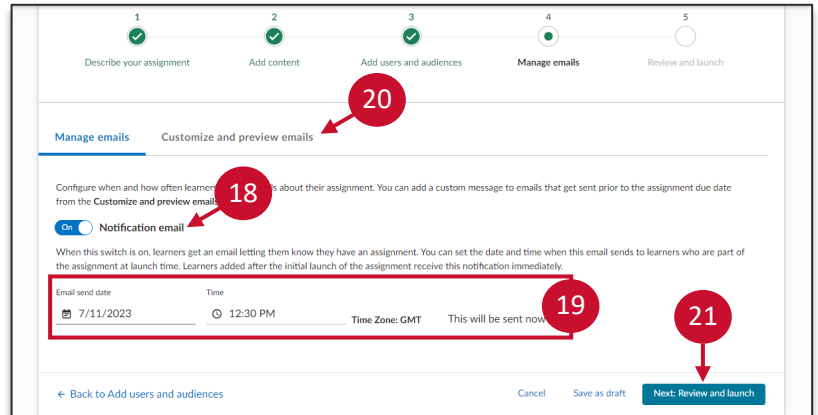 1 2 3 4 5
Describe your assignment Add content Add users and audiences Manage emails Review and launch
20
Manage emails Customize and preview emails
18
Configure when and how often learners ls about their assignment. You can add a custom message to emails that get sent prior to the assignment due date
from the Customize and preview emails
On Notification email
When this switch is on, learners get an email letting them know they have an assignment. You can set the date and time when this email sends to learners who are part of
the assignment at launch time. Learners added after the initial launch of the assignment receive this notification immediately.
Email send date Time
7/11/2023 12:30 PM Time Zone: GMT This will be sent now
19
21
← Back to Add users and audiences Cancel Save as draft Next: Review and launch